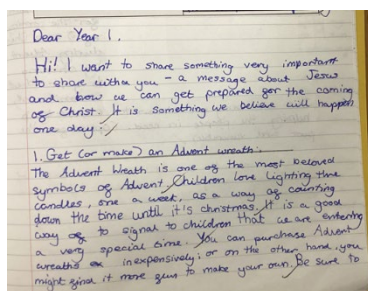 Dear Year 1.
Hi! I want to share something very important
to share with you - a message about Jesus
and how we can get prepared for the coming
of Christ. It is something we believe will happen
one day :)
1. Get (or make) an Advent wreath:
The Advent Wreath is one of the most beloved
symbols of Advent, Children love lighting the
candles, one a week, as a way of counting
down the time until it's christmas. It is a good
way to signal to children that we are entering
a very special time. You can purchase Advent
wreaths inexpensively; or on the other hand, you
might find it more fun to make your own. Be sure to